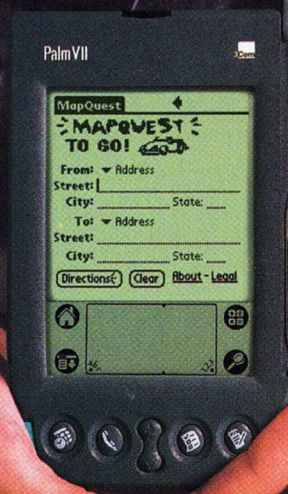 PalmVII
3Com
MapQuest
MAPQUEST
TO GO!
From: Address
Street:
City: State:
To: Address
Street:
City: State:
Directions Clear About - Legal